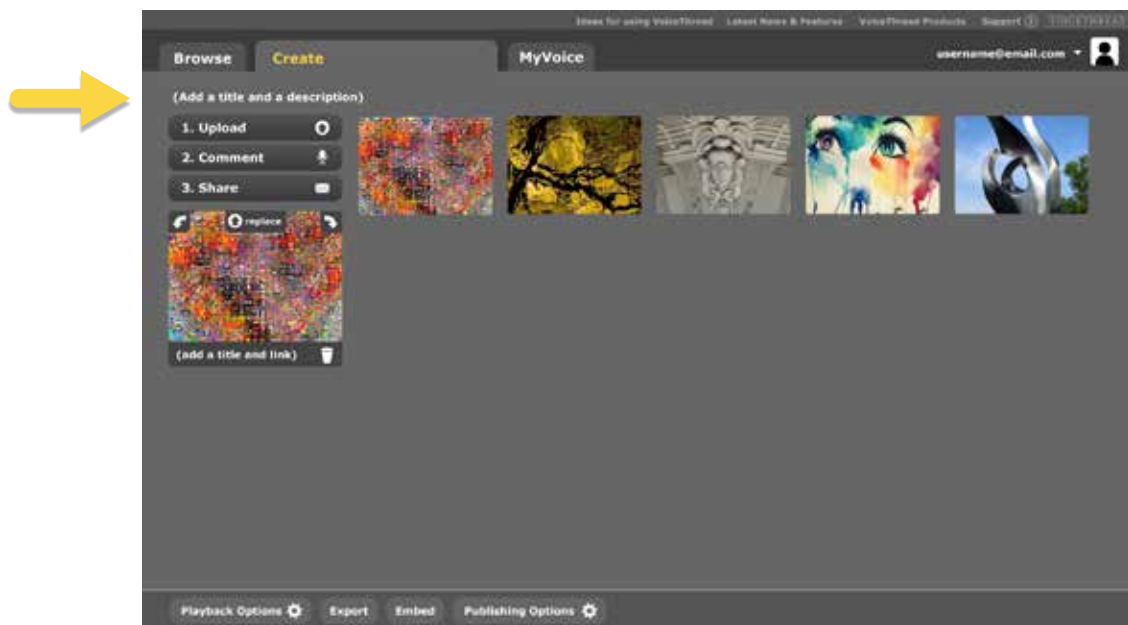 Ideas for using VoiceThread Latest News & Features VoiceThread Products Support VOICETHREAD
Browse Create MyVoice username@email.com
(Add a title and a description)
1. Upload
2. Comment
3. Share
replace
(add a title and link)
Playback Options Export Embed Publishing Options